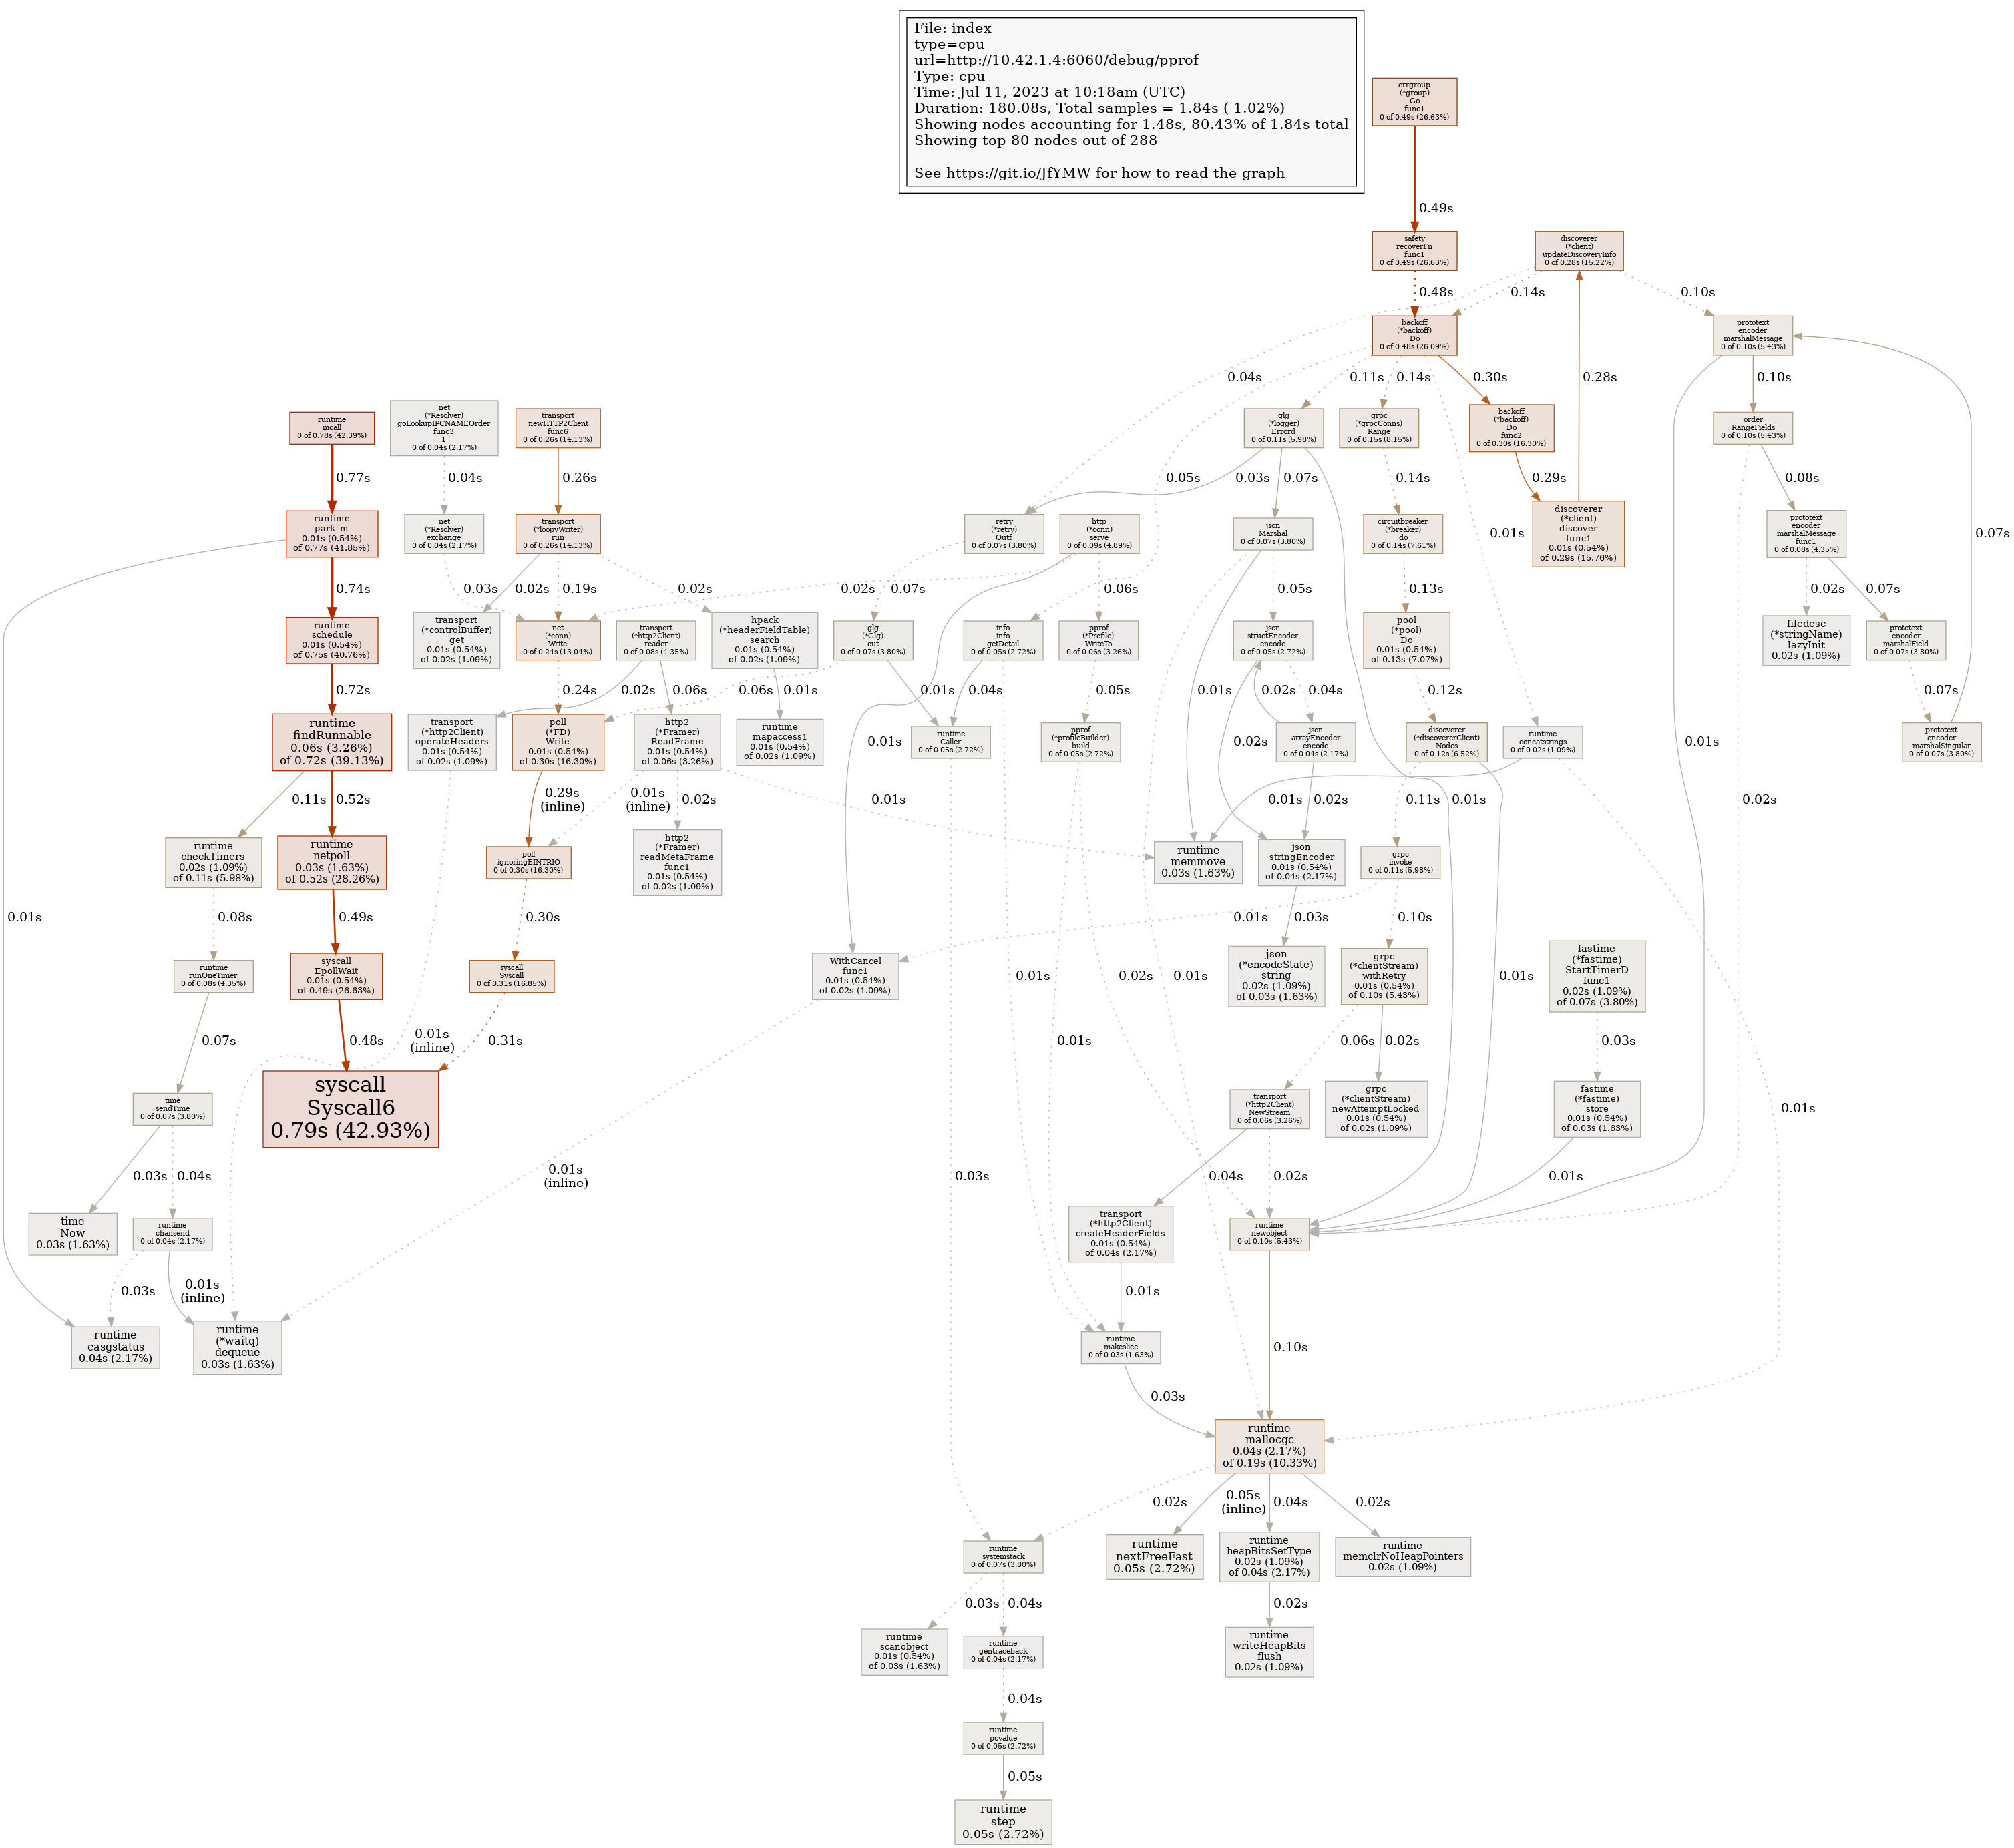 File: index
type=cpu
url=http://10.42.1.4:6060/debug/pprof
Type: cpu
Time: Jul 11, 2023 at 10:18am (UTC)
Duration: 180.08s, Total samples = 1.84s ( 1.02%)
Showing nodes accounting for 1.48s, 80.43% of 1.84s total
Showing top 80 nodes out of 288
See https://git.io/JfYMW for how to read the graph
errgroup
(*group)
Go
func1
0 of 0.49s (26.63%)
0.49s
safety
recoverFn
func1
0 of 0.49s (26.63%)
discoverer
(*client)
updateDiscoveryInfo
0 of 0.28s (15.22%)
0.48s
0.14s
0.10s
backoff
(*backoff)
Do
0 of 0.48s (26.09%)
prototext
encoder
marshalMessage
0 of 0.10s (5.43%)
0.04s
0.11s
0.14s
0.30s
0.28s
0.10s
runtime
mcall
0 of 0.78s (42.39%)
net
(*Resolver)
goLookupIPCNAMEOrder
func3
1
0 of 0.04s (2.17%)
transport
newHTTP2Client
func6
0 of 0.26s (14.13%)
glg
(*logger)
Errord
0 of 0.11s (5.98%)
grpc
(*grpcConns)
Range
0 of 0.15s (8.15%)
backoff
(*backoff)
Do
func2
0 of 0.30s (16.30%)
order
RangeFields
0 of 0.10s (5.43%)
0.77s
0.04s
0.26s
0.05s
0.03s
0.07s
0.14s
0.29s
0.08s
runtime
park_m
0.01s (0.54%)
of 0.77s (41.85%)
net
(*Resolver)
exchange
0 of 0.04s (2.17%)
transport
(*loopyWriter)
run
0 of 0.26s (14.13%)
retry
(*retry)
Outf
0 of 0.07s (3.80%)
http
(*conn)
serve
0 of 0.09s (4.89%)
json
Marshal
0 of 0.07s (3.80%)
circuitbreaker
(*breaker)
do
0 of 0.14s (7.61%)
0.01s
discoverer
(*client)
discover
func1
0.01s (0.54%)
of 0.29s (15.76%)
prototext
encoder
marshalMessage
func1
0 of 0.08s (4.35%)
0.07s
0.74s
0.03s
0.02s
0.19s
0.02s
0.02s
0.07s
0.06s
0.05s
0.13s
0.02s
0.07s
runtime
schedule
0.01s (0.54%)
of 0.75s (40.76%)
transport
(*controlBuffer)
get
0.01s (0.54%)
of 0.02s (1.09%)
net
(*conn)
Write
0 of 0.24s (13.04%)
transport
(*http2Client)
reader
0 of 0.08s (4.35%)
hpack
(*headerFieldTable)
search
0.01s (0.54%)
of 0.02s (1.09%)
glg
(*Glg)
out
0 of 0.07s (3.80%)
info
info
getDetail
0 of 0.05s (2.72%)
pprof
(*Profile)
WriteTo
0 of 0.06s (3.26%)
json
structEncoder
encode
0 of 0.05s (2.72%)
pool
(*pool)
Do
0.01s (0.54%)
of 0.13s (7.07%)
filedesc
(*stringName)
lazyInit
0.02s (1.09%)
prototext
encoder
marshalField
0 of 0.07s (3.80%)
0.72s
0.24s
0.02s
0.06s
0.06s
0.01s
0.01s
0.04s
0.05s
0.01s
0.02s
0.04s
0.12s
0.07s
runtime
findRunnable
0.06s (3.26%)
of 0.72s (39.13%)
transport
(*http2Client)
operateHeaders
0.01s (0.54%)
of 0.02s (1.09%)
poll
(*FD)
Write
0.01s (0.54%)
of 0.30s (16.30%)
http2
(*Framer)
ReadFrame
0.01s (0.54%)
of 0.06s (3.26%)
runtime
mapaccess1
0.01s (0.54%)
of 0.02s (1.09%)
runtime
Caller
0 of 0.05s (2.72%)
pprof
(*profileBuilder)
build
0 of 0.05s (2.72%)
json
arrayEncoder
encode
0 of 0.04s (2.17%)
discoverer
(*discovererClient)
Nodes
0 of 0.12s (6.52%)
runtime
concatstrings
0 of 0.02s (1.09%)
prototext
encoder
marshalSingular
0 of 0.07s (3.80%)
0.01s
0.01s
0.02s
0.11s
0.52s
0.29s
(inline)
0.01s
(inline)
0.02s
0.01s
0.01s
0.02s
0.11s
0.01s
0.02s
runtime
checkTimers
0.02s (1.09%)
of 0.11s (5.98%)
runtime
netpoll
0.03s (1.63%)
of 0.52s (28.26%)
poll
ignoringEINTRIO
0 of 0.30s (16.30%)
http2
(*Framer)
readMetaFrame
func1
0.01s (0.54%)
of 0.02s (1.09%)
runtime
memmove
0.03s (1.63%)
json
stringEncoder
0.01s (0.54%)
of 0.04s (2.17%)
grpc
invoke
0 of 0.11s (5.98%)
0.01s
0.08s
0.49s
0.30s
0.01s
0.03s
0.10s
runtime
runOneTimer
0 of 0.08s (4.35%)
syscall
EpollWait
0.01s (0.54%)
of 0.49s (26.63%)
syscall
Syscall
0 of 0.31s (16.85%)
WithCancel
func1
0.01s (0.54%)
of 0.02s (1.09%)
0.01s
0.02s
0.01s
json
(*encodeState)
string
0.02s (1.09%)
of 0.03s (1.63%)
grpc
(*clientStream)
withRetry
0.01s (0.54%)
of 0.10s (5.43%)
0.01s
fastime
(*fastime)
StartTimerD
func1
0.02s (1.09%)
of 0.07s (3.80%)
0.07s
0.48s
0.01s
(inline)
0.31s
0.01s
0.06s
0.02s
0.03s
time
sendTime
0 of 0.07s (3.80%)
syscall
Syscall6
0.79s (42.93%)
transport
(*http2Client)
NewStream
0 of 0.06s (3.26%)
grpc
(*clientStream)
newAttemptLocked
0.01s (0.54%)
of 0.02s (1.09%)
fastime
(*fastime)
store
0.01s (0.54%)
of 0.03s (1.63%)
0.01s
0.03s
0.04s
0.01s
(inline)
0.03s
0.04s
0.02s
0.01s
time
Now
0.03s (1.63%)
runtime
chansend
0 of 0.04s (2.17%)
transport
(*http2Client)
createHeaderFields
0.01s (0.54%)
of 0.04s (2.17%)
runtime
newobject
0 of 0.10s (5.43%)
0.03s
0.01s
(inline)
0.01s
runtime
casgstatus
0.04s (2.17%)
runtime
(*waitq)
dequeue
0.03s (1.63%)
runtime
makeslice
0 of 0.03s (1.63%)
0.10s
0.03s
runtime
mallocgc
0.04s (2.17%)
of 0.19s (10.33%)
0.02s
0.05s
(inline)
0.04s
0.02s
runtime
systemstack
0 of 0.07s (3.80%)
runtime
nextFreeFast
0.05s (2.72%)
runtime
heapBitsSetType
0.02s (1.09%)
of 0.04s (2.17%)
runtime
memclrNoHeapPointers
0.02s (1.09%)
0.03s
0.04s
0.02s
runtime
scanobject
0.01s (0.54%)
of 0.03s (1.63%)
runtime
gentraceback
0 of 0.04s (2.17%)
runtime
writeHeapBits
flush
0.02s (1.09%)
0.04s
runtime
pcvalue
0 of 0.05s (2.72%)
0.05s
runtime
step
0.05s (2.72%)